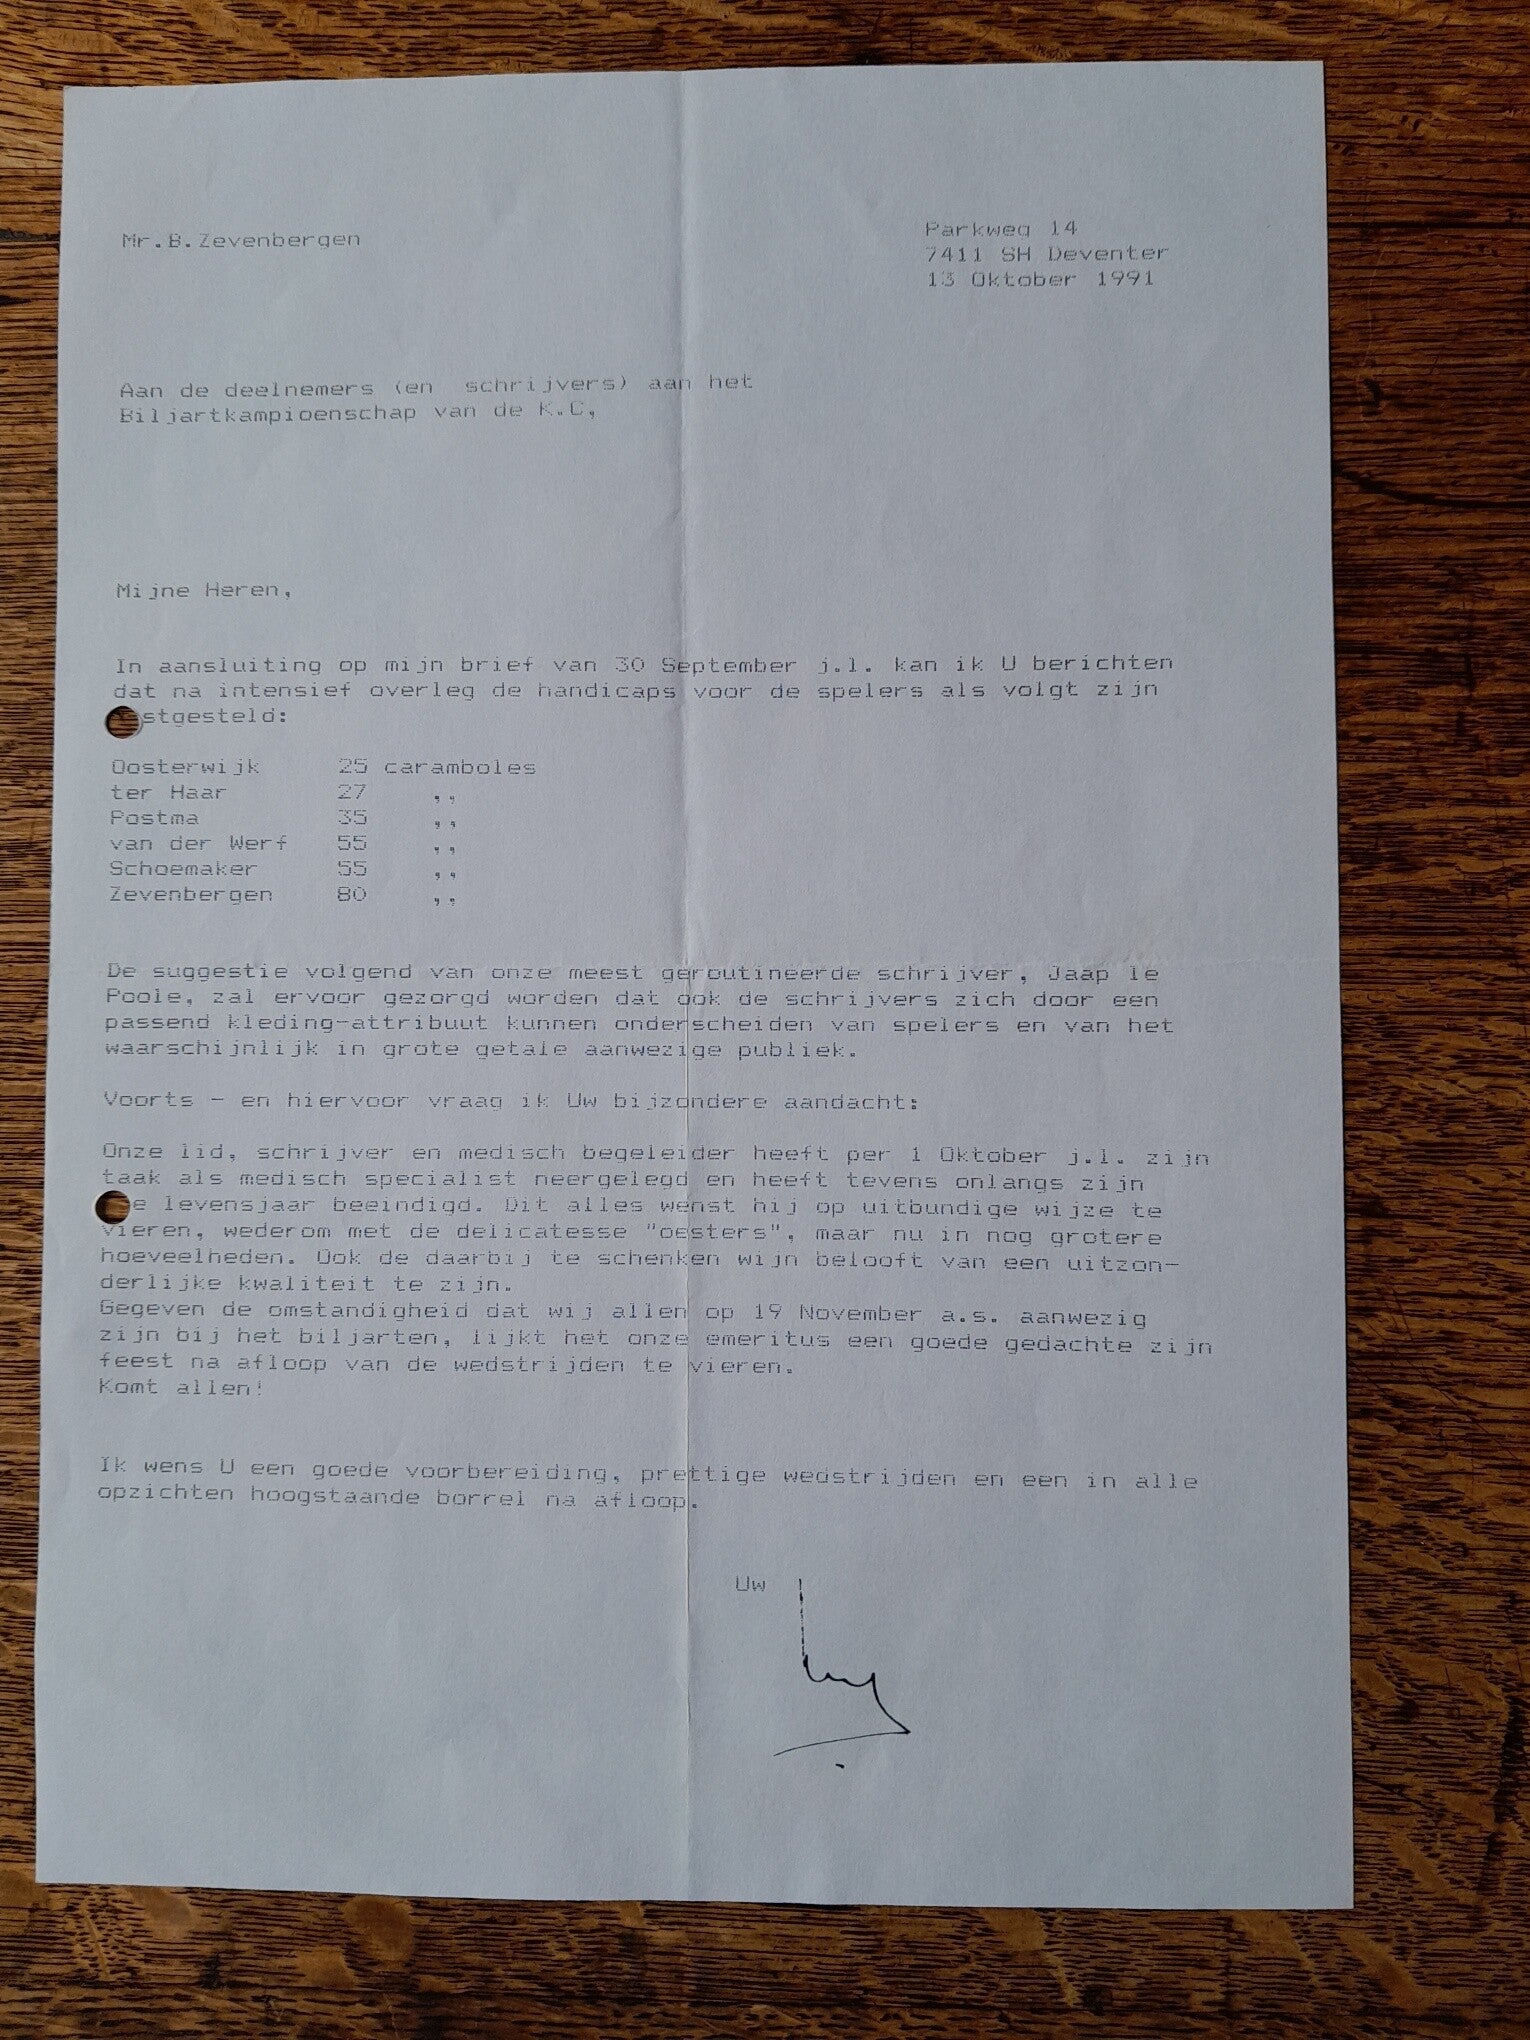 Mr.B.Zevenbergen
Parkweg 14
7411 SH Deventer
13 Oktober 1991
Aan de deelnemers (en schrijvers) aan het
Biljartkampioenschap van de K.C,
Mijne Heren,
In aansluiting op mijn brief van 30 September j.l. kan ik U berichten
dat na intensief overleg de handicaps voor de spelers als volgt zijn
stgesteld:
Oosterwijk 25 caramboles
ter Haar 27 ,,
Postma 35 ,,
van der Werf 55 ,,
Schoemaker 55 ,,
Zevenbergen 80 ,,
De suggestie volgend van onze meest geroutineerde schrijver, Jaap le
Poole, zal ervoor gezorgd worden dat ook de schrijvers zich door een
passend kleding-attribuut kunnen onderscheiden van spelers en van het
waarschijnlijk in grote getale aanwezige publiek.
Voorts - en hiervoor vraag ik Uw bijzondere aandacht:
Onze lid, schrijver en medisch begeleider heeft per 1 Oktober j.l. zijn
taak als medisch specialist neergelegd en heeft tevens onlangs zijn
e levensjaar beeindigd. Dit alles wenst hij op uitbundige wijze te
vieren, wederom met de delicatesse "oesters", maar nu in nog grotere
hoeveelheden. Ook de daarbij te schenken wijn belooft van een uitzon-
derlijke kwaliteit te zijn.
Gegeven de omstandigheid dat wij allen op 19 November a.s. aanwezig
zijn bij het biljarten, lijkt het onze emeritus een goede gedachte zijn
feest na afloop van de wedstrijden te vieren.
Komt allen!
Ik wens U een goede voorbereiding, prettige wedstrijden en een in alle
opzichten hoogstaande borrel na afloop.
Uw